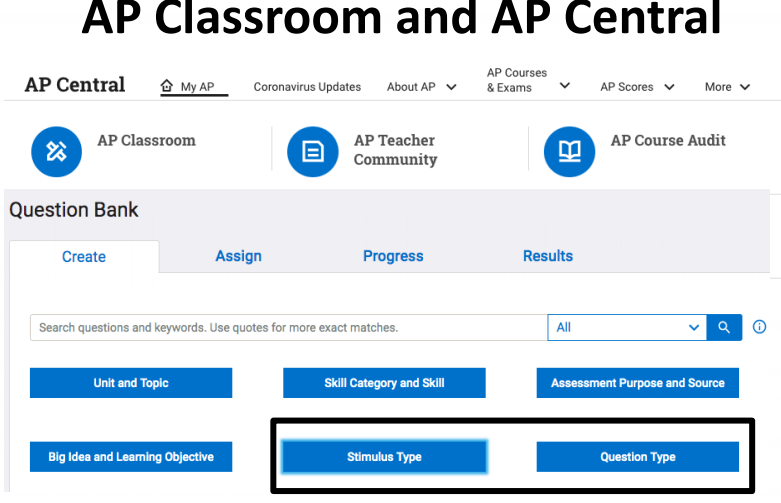 AP Classroom and AP Central
AP Central
My AP
Coronavirus Updates
About AP
AP Courses
& Exams
AP Scores
More
AP Classroom
AP Teacher
Community
AP Course Audit
Question Bank
Create
Assign
Progress
Results
Search questions and keywords. Use quotes for more exact matches.
All
Unit and Topic
Skill Category and Skill
Assessment Purpose and Source
Big Idea and Learning Objective
Stimulus Type
Question Type